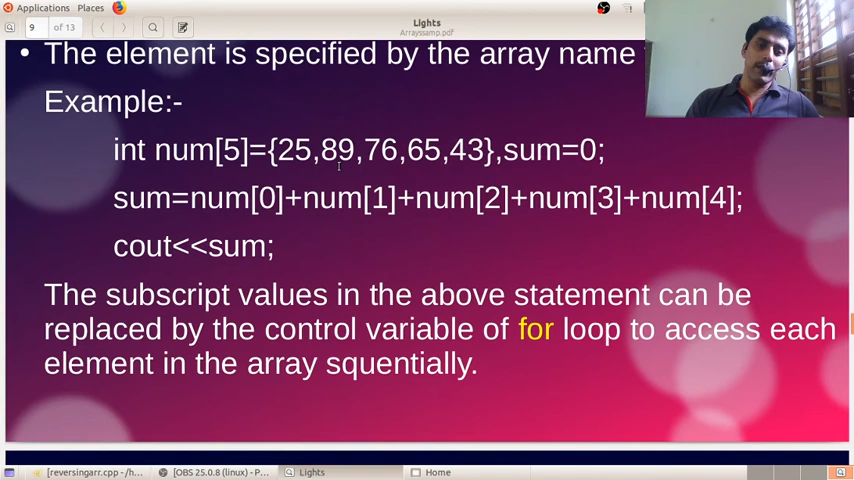 Applications Places
Lights
Arrayssamp.pdf
9 of 13
• The element is specified by the array name
Example:-
int num[5]={25,89,76,65,43},sum=0;
sum=num[0]+num[1]+num[2]+num[3]+num[4];
cout<<sum;
The subscript values in the above statement can be
replaced by the control variable of for loop to access each
element in the array squentially.
[reversingarr.cpp - /h... [OBS 25.0.8 (linux) - P... Lights Home